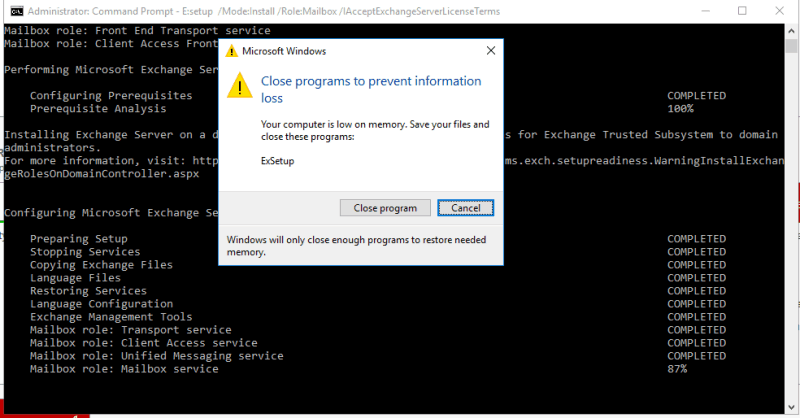 Administrator: Command Prompt - E:setup /Mode:Install /Role:Mailbox /IAcceptExchangeServerLicenseTerms
Mailbox role: Front End Transport service
Mailbox role: Client Access Front
Performing Microsoft Exchange Ser
Configuring Prerequisites COMPLETED
Prerequisite Analysis 100%
Installing Exchange Server on a d
s for Exchange Trusted Subsystem to domain
administrators.
For more information, visit: http
ms.exch.setupreadiness.WarningInstallExchan
geRolesOnDomainController.aspx
Configuring Microsoft Exchange Se
Preparing Setup COMPLETED
Stopping Services COMPLETED
Copying Exchange Files COMPLETED
Language Files COMPLETED
Restoring Services COMPLETED
Language Configuration COMPLETED
Exchange Management Tools COMPLETED
Mailbox role: Transport service COMPLETED
Mailbox role: Client Access service COMPLETED
Mailbox role: Unified Messaging service COMPLETED
Mailbox role: Mailbox service 87%
Microsoft Windows
Close programs to prevent information
loss
Your computer is low on memory. Save your files and
close these programs:
ExSetup
Close program
Cancel
Windows will only close enough programs to restore needed
memory.